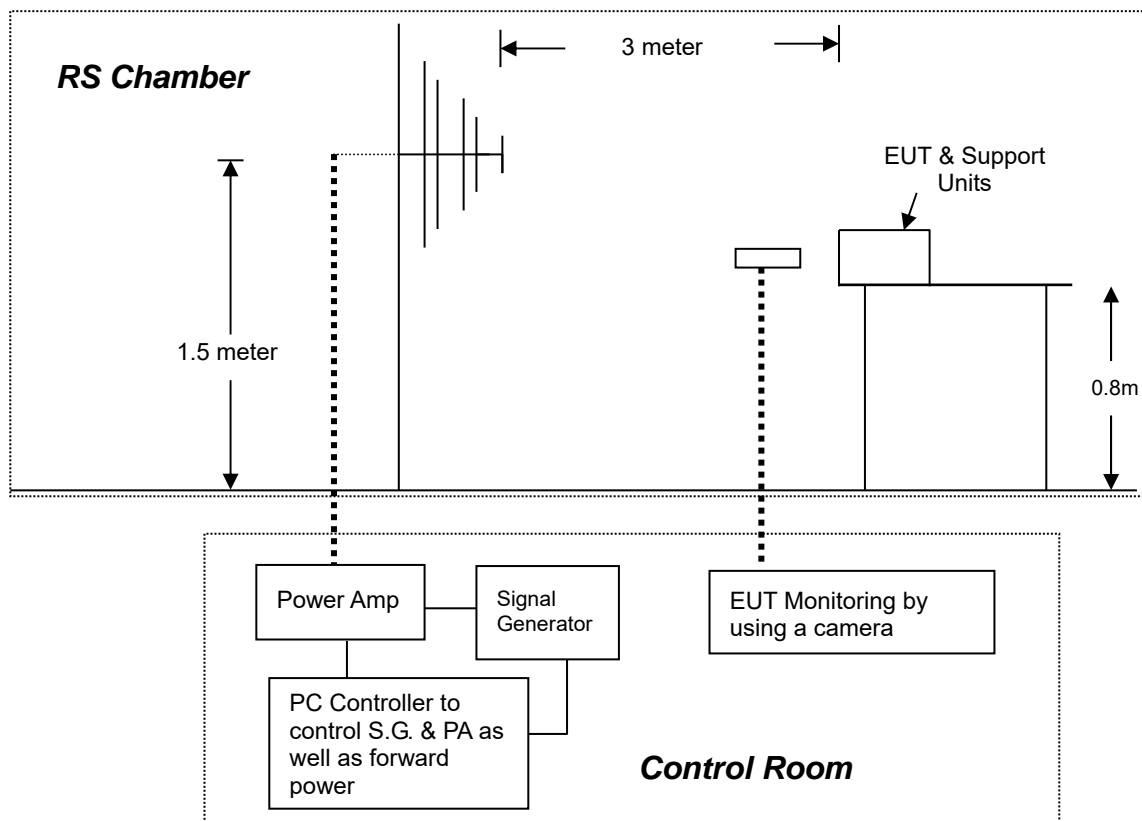 3 meter
RS Chamber
EUT & Support
Units
1.5 meter
0.8m
Power Amp
Signal
Generator
EUT Monitoring by
using a camera
PC Controller to
control S.G. & PA as
well as forward
power
Control Room